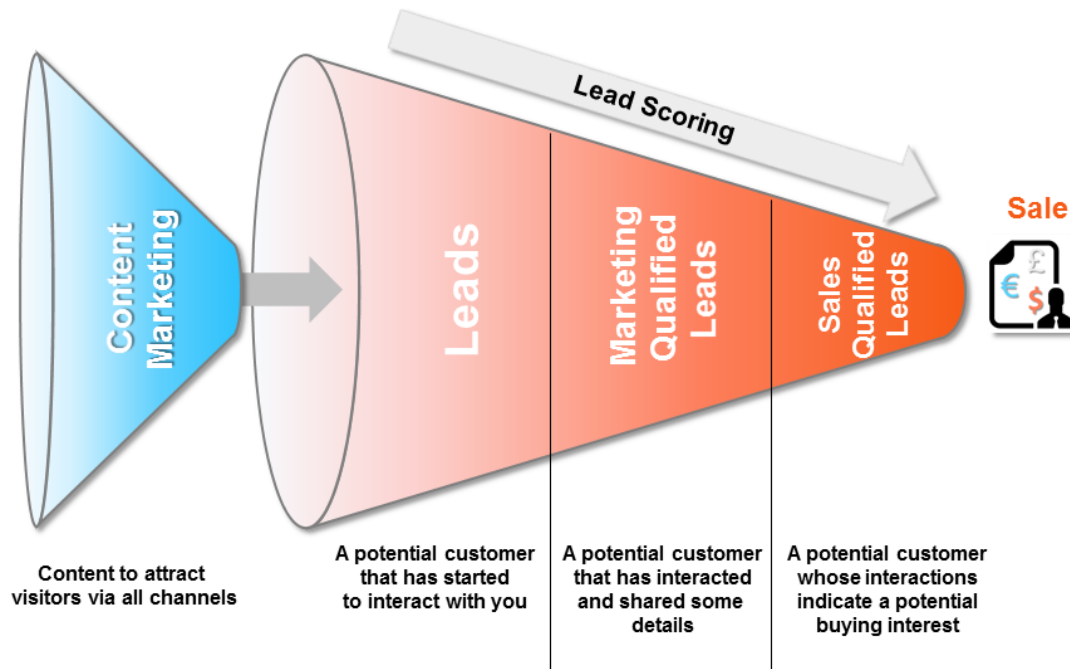 Lead Scoring
Sale
Content
Marketing
Leads
Marketing
Qualified
Leads
Sales
Qualified
Leads
£
€
$
Content to attract
visitors via all channels
A potential customer
that has started
to interact with you
A potential customer
that has interacted
and shared some
details
A potential customer
whose interactions
indicate a potential
buying interest